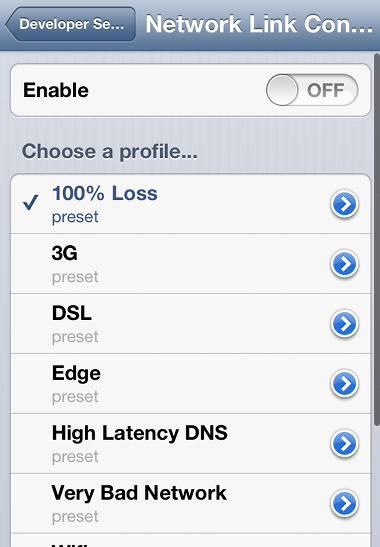 Developer Se...
Network Link Con...
Enable
OFF
Choose a profile...
100% Loss
preset
3G
preset
DSL
preset
Edge
preset
High Latency DNS
preset
Very Bad Network
preset